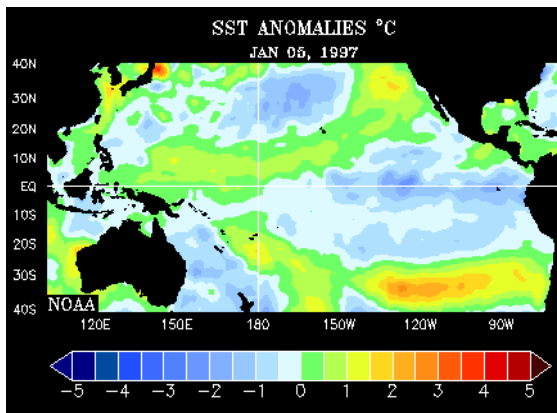 SST ANOMALIES °C
JAN 05, 1997
40N
30N
20N
10N
EQ
10S
20S
30S
40S
NOAA
120E 150E 180 150W 120W 90W
-5 -4 -3 -2 -1 0 1 2 3 4 5